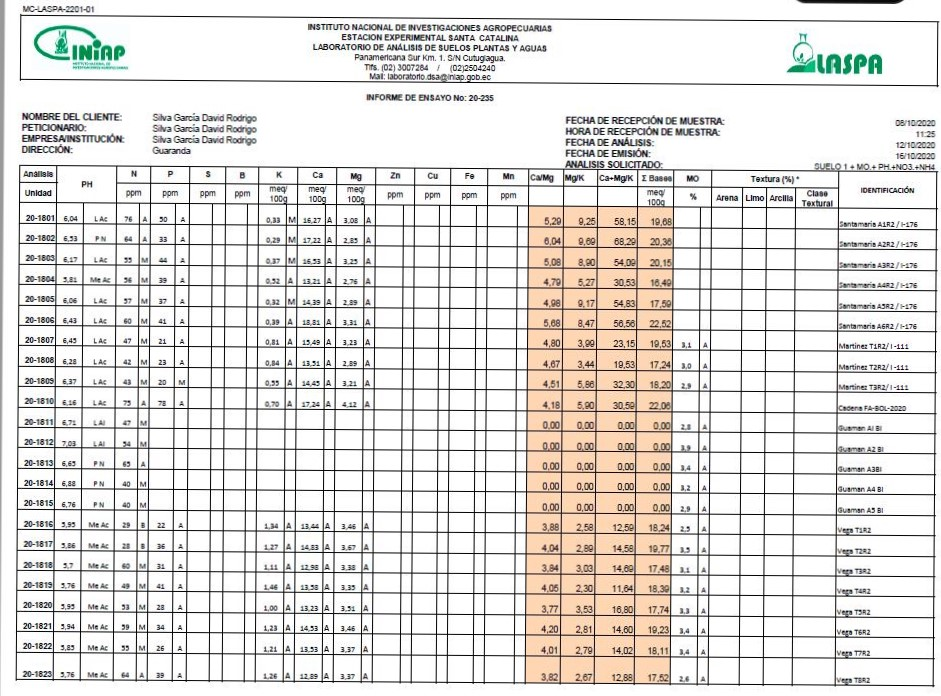 MC-LASPA-2201-01
INIAP
INSTITUTO NACIONAL DE INVESTIGACIONES AGROPECUARIAS
ESTACION EXPERIMENTAL SANTA CATALINA
LABORATORIO DE ANÁLISIS DE SUELOS PLANTAS Y AGUAS
Panamericana Sur Km. 1. S/N Cutuglagua.
Tlfs. (02) 3007284 / (02)2504240
Mail: laboratorio.dsa@iniap.gob.ec
LASPA
INFORME DE ENSAYO No: 20-235
NOMBRE DEL CLIENTE: Silva García David Rodrigo
PETICIONARIO: Silva García David Rodrigo
EMPRESA/INSTITUCIÓN: Silva García David Rodrigo
DIRECCIÓN: Guaranda
FECHA DE RECEPCIÓN DE MUESTRA: 08/10/2020
HORA DE RECEPCIÓN DE MUESTRA: 11:25
FECHA DE ANÁLISIS: 12/10/2020
FECHA DE EMISIÓN: 16/10/2020
ANALISIS SOLICITADO: SUELO 1 + MO.+ PH.+NO3.+NH4
Análisis PH N P S B K Ca Mg Zn Cu Fe Mn Ca/Mg Mg/K Ca+Mg/K Σ Bases MO Textura (%) * IDENTIFICACIÓN
Unidad ppm ppm ppm ppm meq/100g meq/100g meq/100g ppm ppm ppm ppm meq/100g % Arena Limo Arcilla Clase Textural
20-1801 6,04 L Ac 76 A 50 A 0,33 M 16,27 A 3,08 A 5,29 9,25 58,15 19,68 Santamaria A1R2 / I-176
20-1802 6,53 P N 64 A 33 A 0,29 M 17,22 A 2,85 A 6,04 9,69 68,29 20,36 Santamaria A2R2 / I-176
20-1803 6,17 L Ac 55 M 44 A 0,37 M 16,53 A 3,25 A 5,08 8,90 54,09 20,15 Santamaria A3R2 / I-176
20-1804 5,81 Me Ac 56 M 39 A 0,52 A 13,21 A 2,76 A 4,79 5,27 30,53 16,49 Santamaria A4R2 / I-176
20-1805 6,06 L Ac 57 M 37 A 0,32 M 14,39 A 2,89 A 4,98 9,17 54,83 17,59 Santamaria A5R2 / I-176
20-1806 6,43 L Ac 60 M 41 A 0,39 A 18,81 A 3,31 A 5,68 8,47 56,56 22,52 Santamaria A6R2 / I-176
20-1807 6,45 L Ac 47 M 21 A 0,81 A 15,49 A 3,23 A 4,80 3,99 23,15 19,53 3,1 A Martinez T1R2/ I -111
20-1808 6,28 L Ac 42 M 23 A 0,84 A 13,51 A 2,89 A 4,67 3,44 19,53 17,24 3,0 A Martinez T2R2/ I -111
20-1809 6,37 L Ac 43 M 20 M 0,55 A 14,45 A 3,21 A 4,51 5,86 32,30 18,20 2,9 A Martinez T3R2/ I -111
20-1810 6,16 L Ac 75 A 78 A 0,70 A 17,24 A 4,12 A 4,18 5,90 30,59 22,06 Cadena FA-BOL-2020
20-1811 6,71 L Al 47 M 0,00 0,00 0,00 0,00 2,8 A Guaman Al BI
20-1812 7,03 L Al 54 M 0,00 0,00 0,00 0,00 3,9 A Guaman A2 BI
20-1813 6,65 P N 65 A 0,00 0,00 0,00 0,00 3,4 A Guaman A3BI
20-1814 6,88 P N 40 M 0,00 0,00 0,00 0,00 3,2 A Guaman A4 BI
20-1815 6,76 P N 40 M 0,00 0,00 0,00 0,00 2,9 A Guaman A5 BI
20-1816 5,95 Me Ac 29 B 22 A 1,34 A 13,44 A 3,46 A 3,88 2,58 12,59 18,24 2,5 A Vega T1R2
20-1817 5,86 Me Ac 28 B 36 A 1,27 A 14,83 A 3,67 A 4,04 2,89 14,58 19,77 3,5 A Vega T2R2
20-1818 5,7 Me Ac 60 M 31 A 1,11 A 12,98 A 3,38 A 3,84 3,03 14,69 17,48 3,1 A Vega T3R2
20-1819 5,76 Me Ac 49 M 41 A 1,46 A 13,58 A 3,35 A 4,05 2,30 11,64 18,39 3,2 A Vega T4R2
20-1820 5,95 Me Ac 53 M 28 A 1,00 A 13,23 A 3,51 A 3,77 3,53 16,80 17,74 3,3 A Vega T5R2
20-1821 5,94 Me Ac 59 M 34 A 1,23 A 14,53 A 3,46 A 4,20 2,81 14,60 19,23 3,4 A Vega T6R2
20-1822 5,85 Me Ac 55 M 26 A 1,21 A 13,53 A 3,37 A 4,01 2,79 14,02 18,11 3,4 A Vega T7R2
20-1823 5,76 Me Ac 64 A 39 A 1,26 A 12,89 A 3,37 A 3,82 2,67 12,88 17,52 2,6 A Vega T8R2